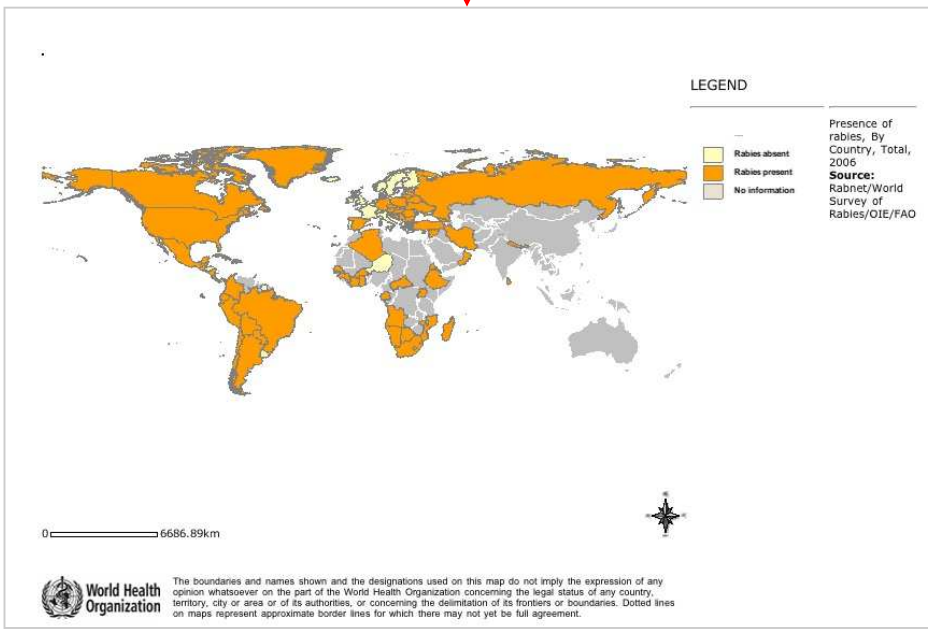 LEGEND
Rabies absent
Rabies present
No information
Presence of
rabies, By
Country, Total,
2006
Source:
Rabnet/World
Survey of
Rabies/OIE/FAO
0 6686.89km
World Health
Organization
The boundaries and names shown and the designations used on this map do not imply the expression of any
opinion whatsoever on the part of the World Health Organization concerning the legal status of any country,
territory, city or area or of its authorities, or concerning the delimitation of its frontiers or boundaries. Dotted lines
on maps represent approximate border lines for which there may not yet be full agreement.